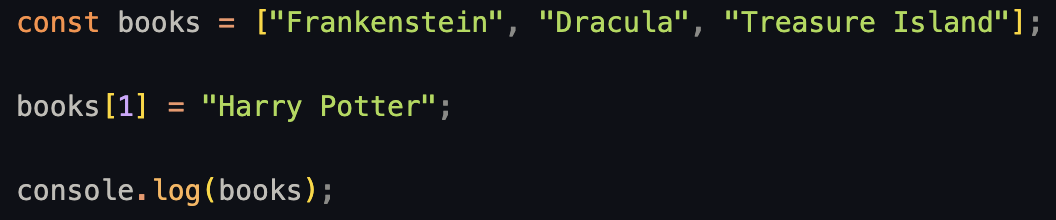 const books = ["Frankenstein", "Dracula", "Treasure Island"];
books[1] = "Harry Potter";
console.log(books);